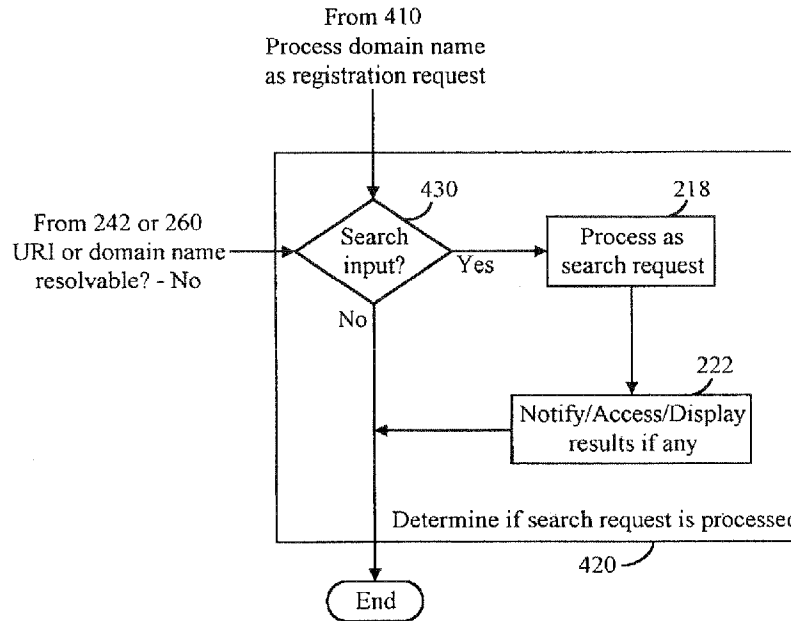 From 410
Process domain name
as registration request
430
218
From 242 or 260
URI or domain name
resolvable? - No
Search
input?
Yes
No
Process as
search request
222
Notify/Access/Display
results if any
Determine if search request is processed
420
End